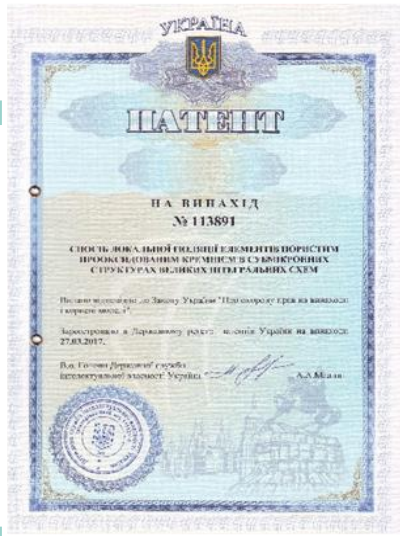 УКРАЇНА
ПАТЕНТ
НА ВИНАХІД
№ 113891
СПОСІБ ЛОКАЛЬНОЇ ІЗОЛЯЦІЇ ЕЛЕМЕНТІВ ПОРИСТИМ
ПРООКСИДОВАНИМ КРЕМНІЄМ В СУБМІКРОННИХ
СТРУКТУРАХ ВЕЛИКИХ ІНТЕГРАЛЬНИХ СХЕМ
Видано відповідно до Закону України "Про охорону прав на винаходи
і корисні моделі".
Зареєстровано в Державному реєстрі патентів України на винаходи
27.03.2017.
В.о. Голови Державної служби
інтелектуальної власності України